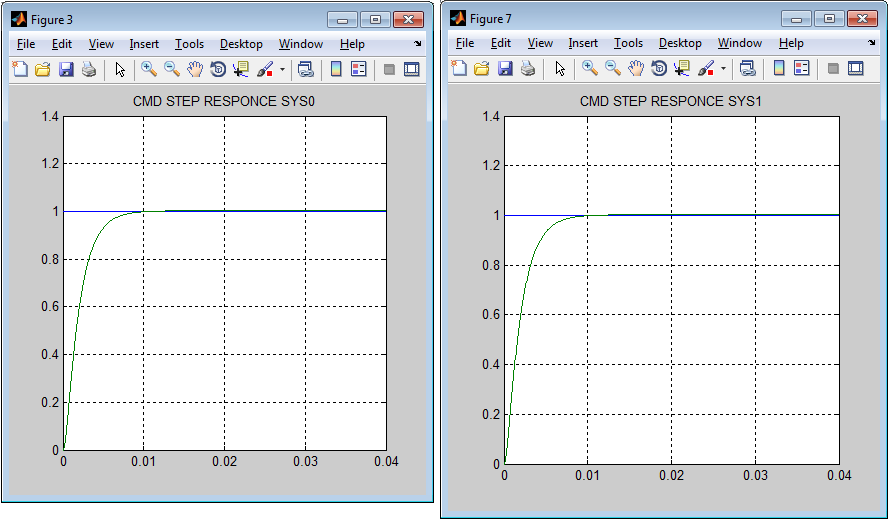 Figure 3
File Edit View Insert Tools Desktop Window Help
CMD STEP RESPONCE SYS0
1.4
1.2
1
0.8
0.6
0.4
0.2
0
0 0.01 0.02 0.03 0.04
Figure 7
File Edit View Insert Tools Desktop Window Help
CMD STEP RESPONCE SYS1
1.4
1.2
1
0.8
0.6
0.4
0.2
0
0 0.01 0.02 0.03 0.04